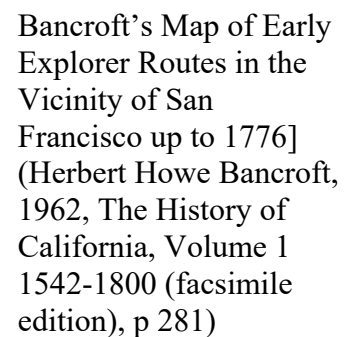 Bancroft’s Map of Early
Explorer Routes in the
Vicinity of San
Francisco up to 1776]
(Herbert Howe Bancroft,
1962, The History of
California, Volume 1
1542-1800 (facsimile
edition), p 281)